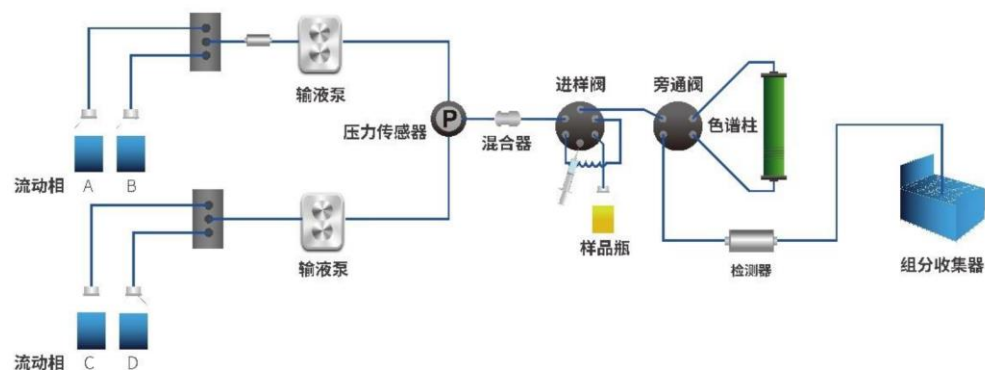 输液泵
进样阀
旁通阀
P
压力传感器
混合器
色谱柱
流动相 A B
样品瓶
检测器
组分收集器
输液泵
流动相 C D